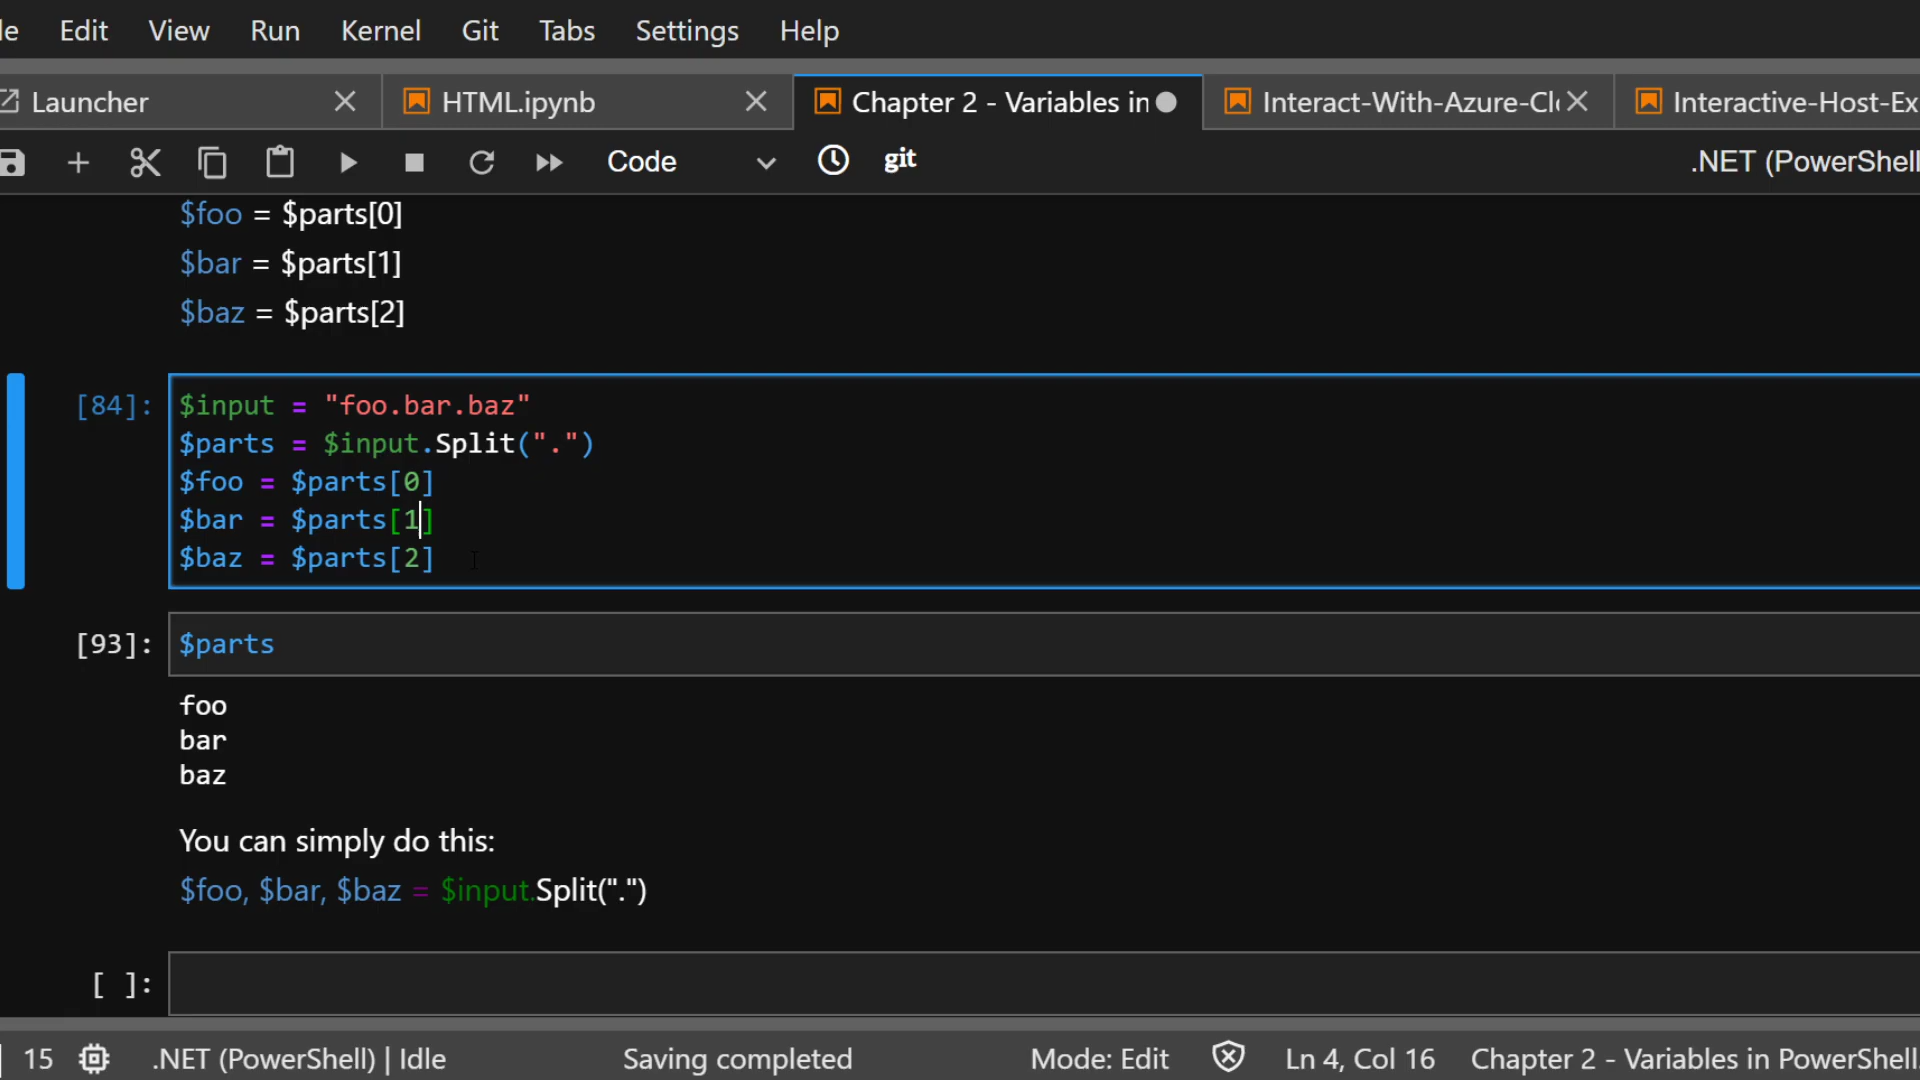 le Edit View Run Kernel Git Tabs Settings Help
Launcher HTML.ipynb Chapter 2 - Variables in Interact-With-Azure-Cl Interactive-Host-Ex
Code git .NET (PowerShell
$foo = $parts[0]
$bar = $parts[1]
$baz = $parts[2]
[84]: $input = "foo.bar.baz"
$parts = $input.Split(".")
$foo = $parts[0]
$bar = $parts[1]
$baz = $parts[2]
[93]: $parts
foo
bar
baz
You can simply do this:
$foo, $bar, $baz = $input.Split(".")
[ ]:
15 .NET (PowerShell) | Idle Saving completed Mode: Edit Ln 4, Col 16 Chapter 2 - Variables in PowerShell